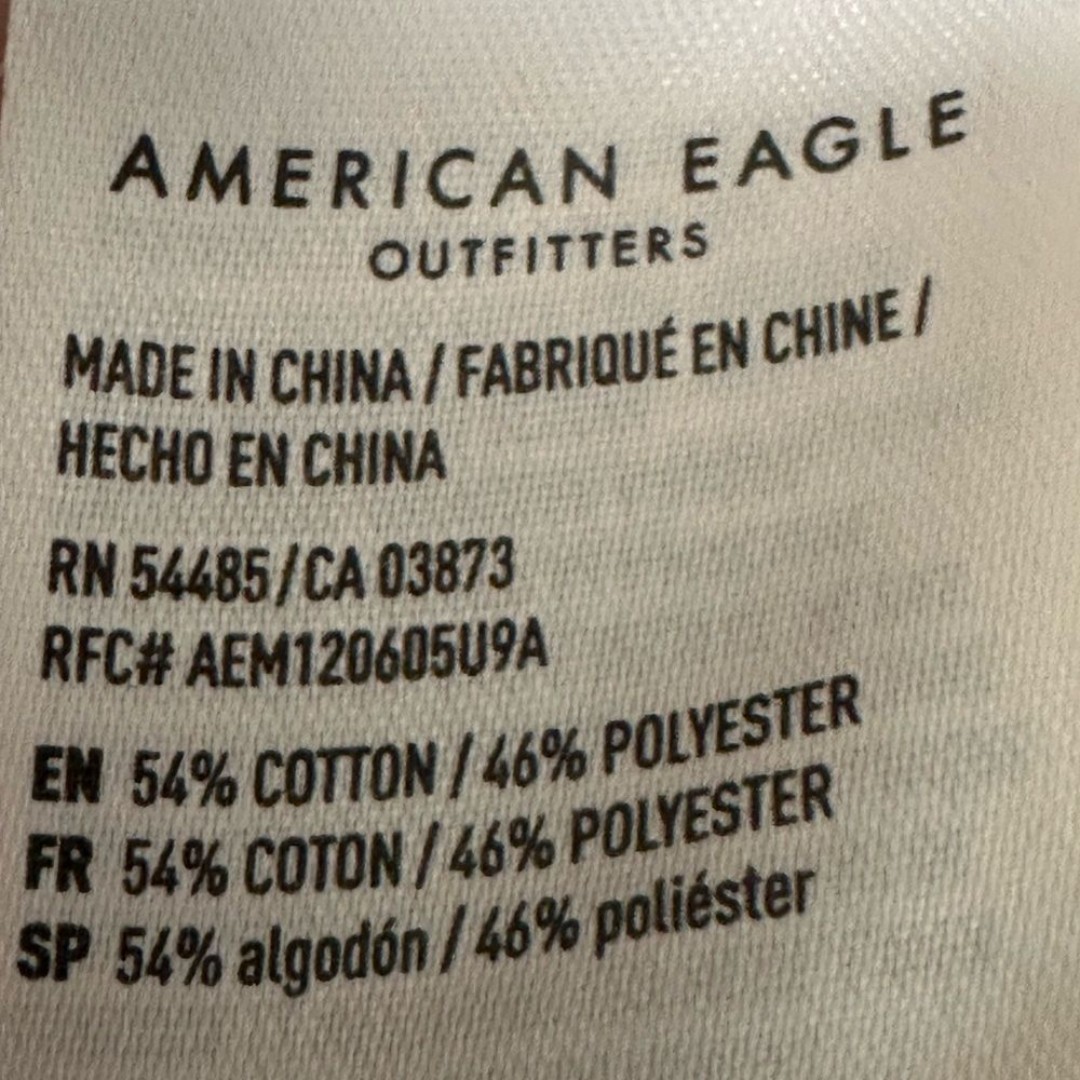 AMERICAN EAGLE
OUTFITTERS
MADE IN CHINA / FABRIQUÉ EN CHINE /
HECHO EN CHINA
RN 54485/CA 03873
RFC# AEM120605U9A
EN 54% COTTON / 46% POLYESTER
FR 54% COTON / 46% POLYESTER
SP 54% algodón / 46% poliéster